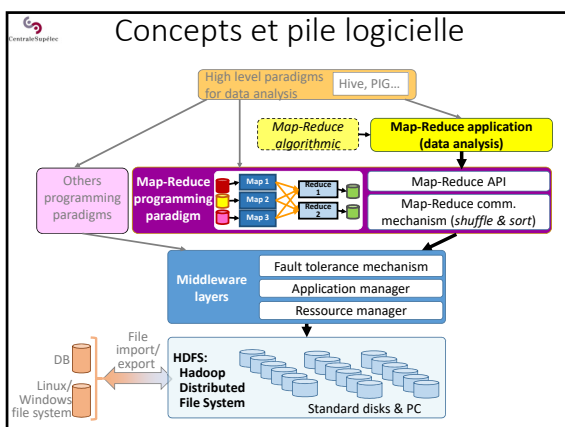 CentraleSupélec
Concepts et pile logicielle
High level paradigms
for data analysis
Hive, PIG…
Map-Reduce
algorithmic
Map-Reduce application
(data analysis)
Others
programming
paradigms
Map-Reduce
programming
paradigm
Map 1
Map 2
Map 3
Reduce
1
Reduce
2
Map-Reduce API
Map-Reduce comm.
mechanism (shuffle & sort)
Middleware
layers
Fault tolerance mechanism
Application manager
Ressource manager
DB
Linux/
Windows
file system
File
import/
export
HDFS:
Hadoop
Distributed
File System
Standard disks & PC